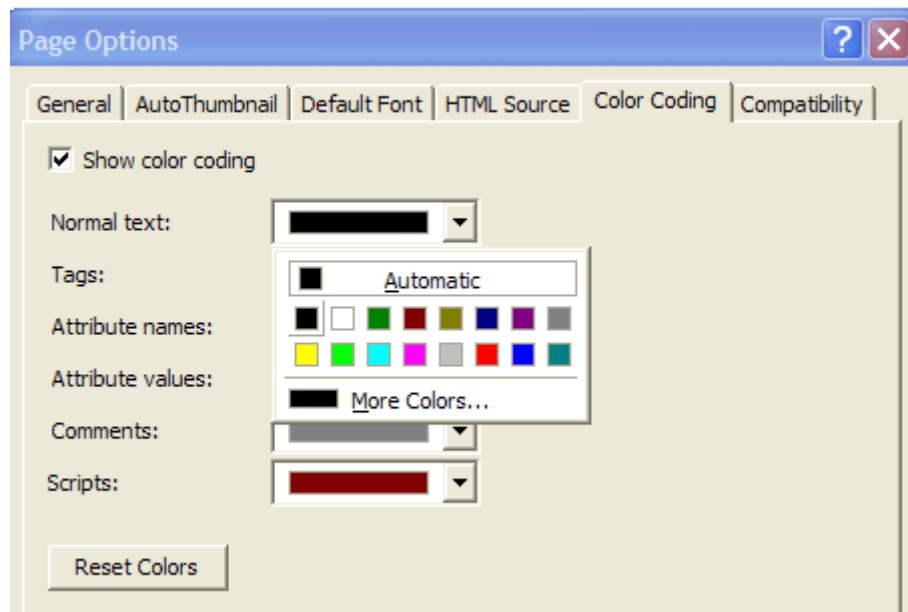 Page Options
General AutoThumbnail Default Font HTML Source Color Coding Compatibility
Show color coding
Normal text:
Tags:
Automatic
Attribute names:
Attribute values:
More Colors...
Comments:
Scripts:
Reset Colors